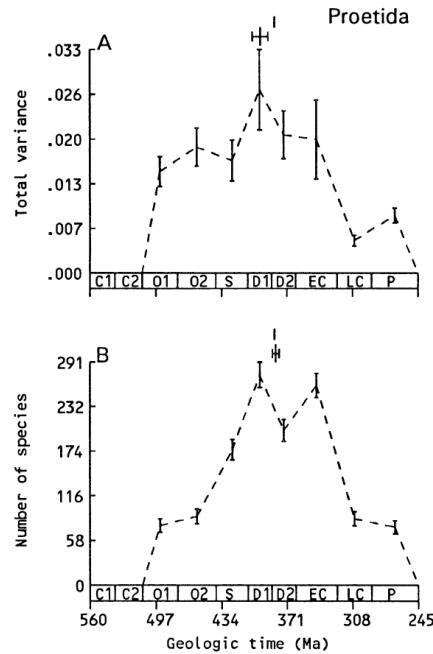 Proetida
A
Total variance
.033
.026
.020
.013
.007
.000
C1 C2 O1 O2 S D1 D2 EC LC P
B
Number of species
291
232
174
116
58
0
C1 C2 O1 O2 S D1 D2 EC LC P
560 497 434 371 308 245
Geologic time (Ma)